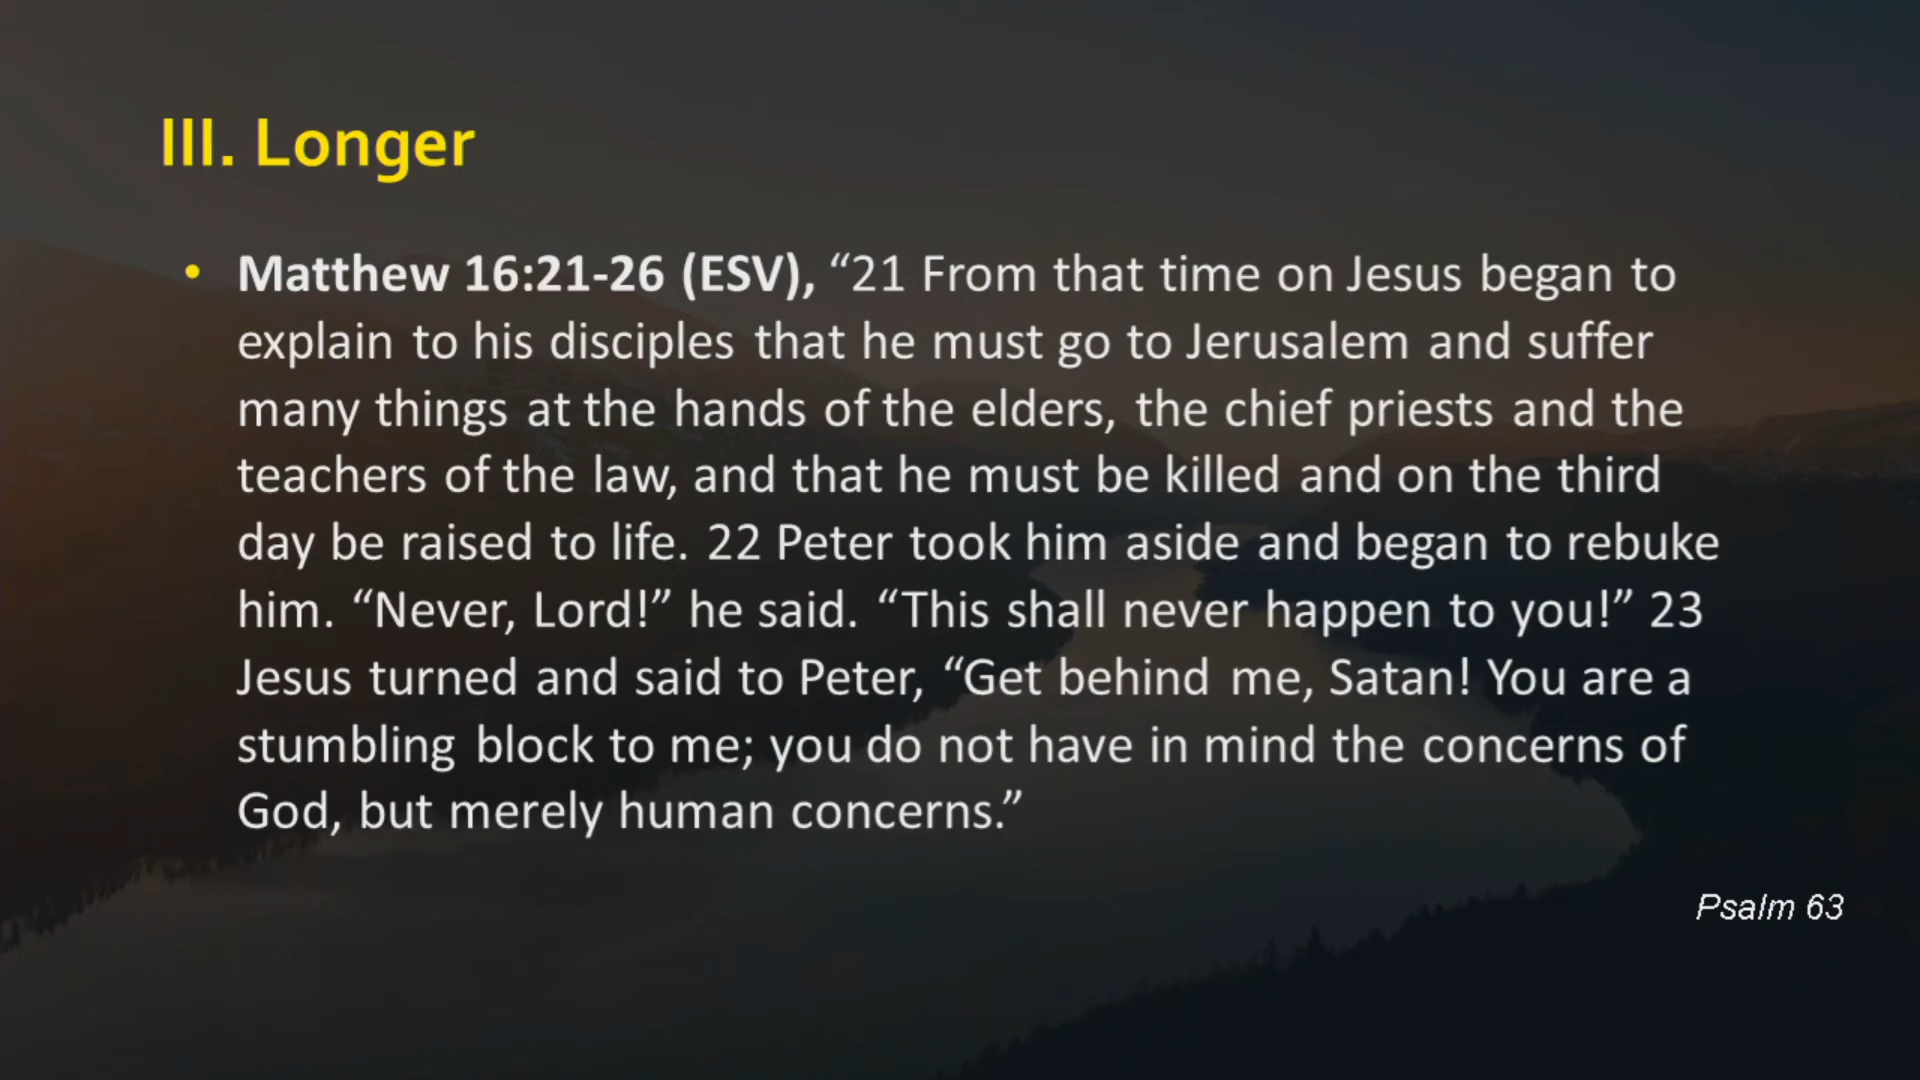 III. Longer
• Matthew 16:21-26 (ESV), “21 From that time on Jesus began to
explain to his disciples that he must go to Jerusalem and suffer
many things at the hands of the elders, the chief priests and the
teachers of the law, and that he must be killed and on the third
day be raised to life. 22 Peter took him aside and began to rebuke
him. “Never, Lord!” he said. “This shall never happen to you!” 23
Jesus turned and said to Peter, “Get behind me, Satan! You are a
stumbling block to me; you do not have in mind the concerns of
God, but merely human concerns.”
Psalm 63